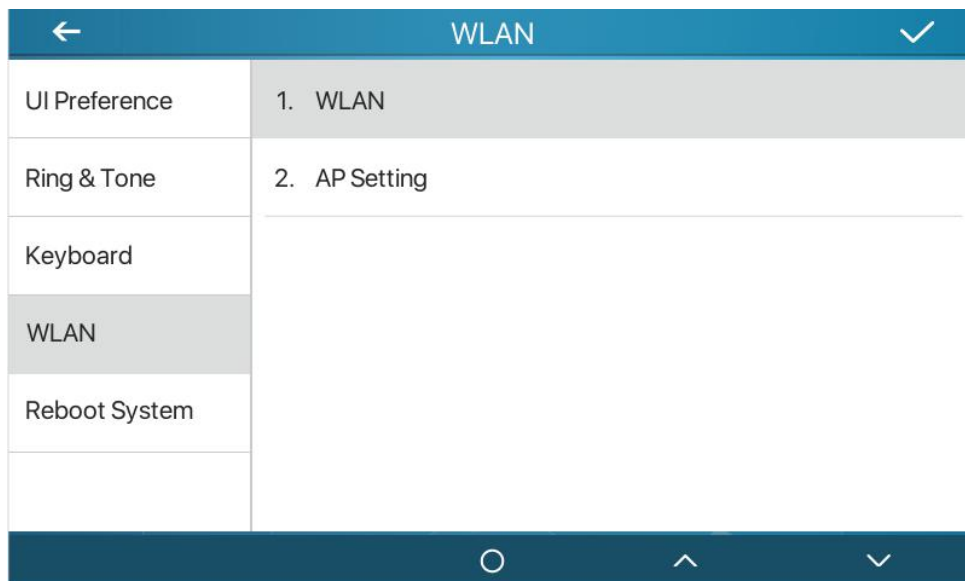 WLAN
UI Preference
Ring & Tone
Keyboard
WLAN
Reboot System
1. WLAN
2. AP Setting